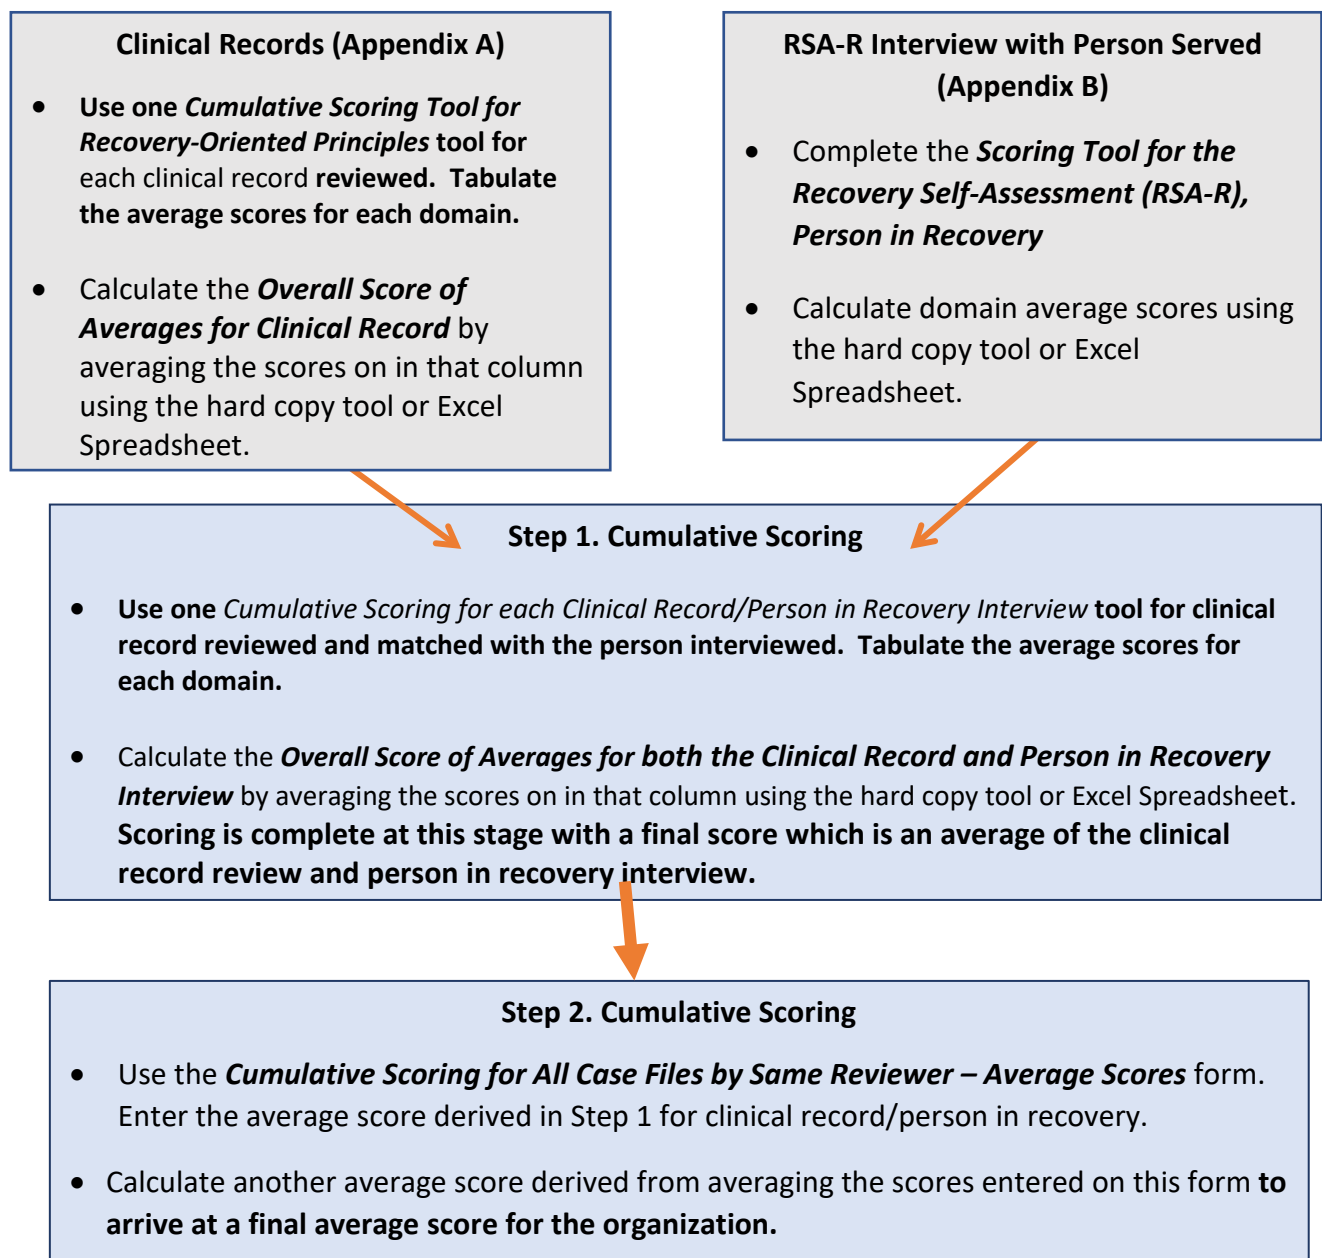 Clinical Records (Appendix A)
• Use one Cumulative Scoring Tool for
Recovery-Oriented Principles tool for
each clinical record reviewed.  Tabulate
the average scores for each domain.
• Calculate the Overall Score of
Averages for Clinical Record by
averaging the scores on in that column
using the hard copy tool or Excel
Spreadsheet.
RSA-R Interview with Person Served
(Appendix B)
• Complete the Scoring Tool for the
Recovery Self-Assessment (RSA-R),
Person in Recovery
• Calculate domain average scores using
the hard copy tool or Excel
Spreadsheet.
Step 1. Cumulative Scoring
• Use one Cumulative Scoring for each Clinical Record/Person in Recovery Interview tool for clinical
record reviewed and matched with the person interviewed.  Tabulate the average scores for
each domain.
• Calculate the Overall Score of Averages for both the Clinical Record and Person in Recovery
Interview by averaging the scores on in that column using the hard copy tool or Excel Spreadsheet.
Scoring is complete at this stage with a final score which is an average of the clinical
record review and person in recovery interview.
Step 2. Cumulative Scoring
• Use the Cumulative Scoring for All Case Files by Same Reviewer – Average Scores form.
Enter the average score derived in Step 1 for clinical record/person in recovery.
• Calculate another average score derived from averaging the scores entered on this form to
arrive at a final average score for the organization.